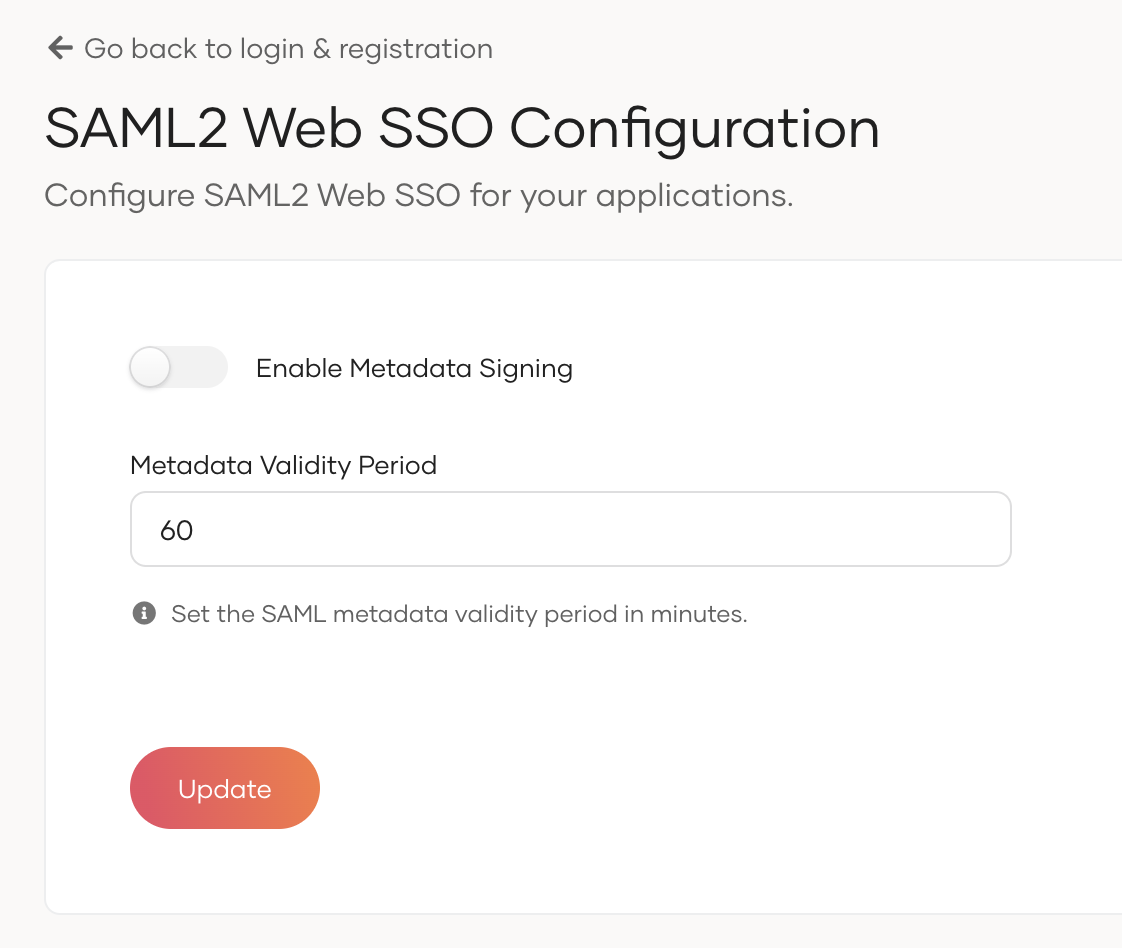 Go back to login & registration
SAML2 Web SSO Configuration
Configure SAML2 Web SSO for your applications.
Enable Metadata Signing
Metadata Validity Period
60
Set the SAML metadata validity period in minutes.
Update